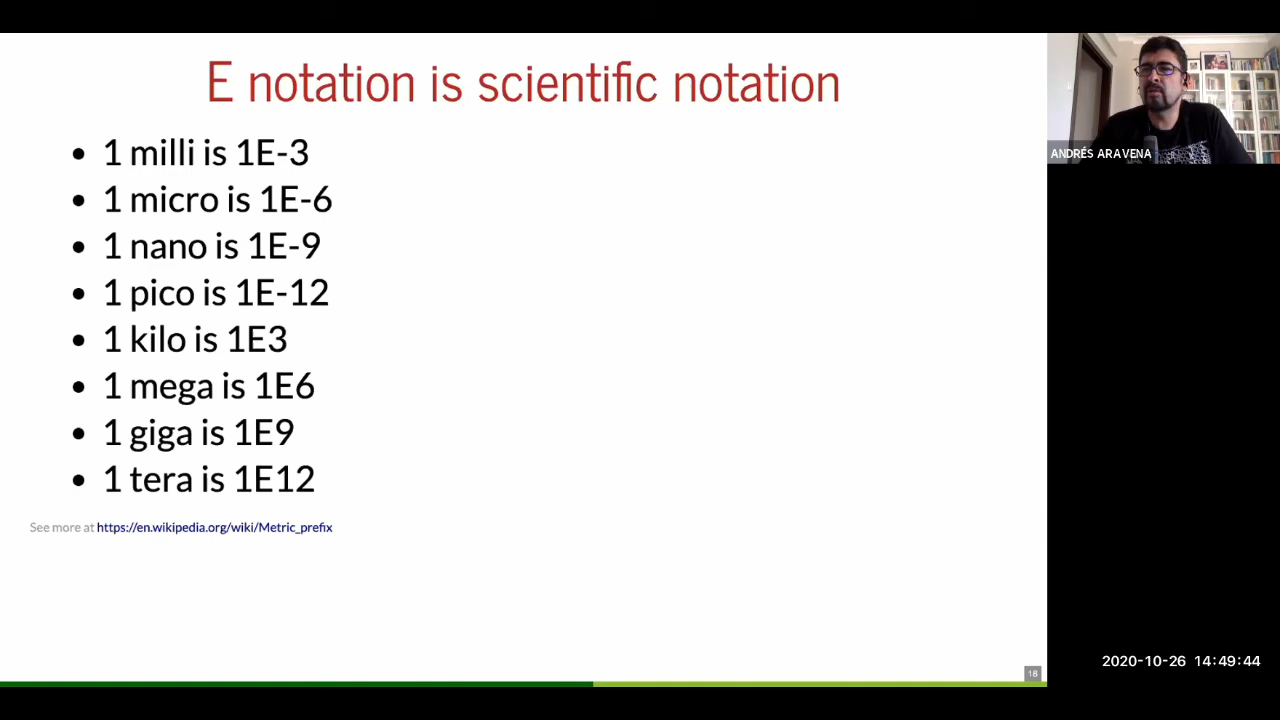 E notation is scientific notation
• 1 milli is 1E-3
• 1 micro is 1E-6
• 1 nano is 1E-9
• 1 pico is 1E-12
• 1 kilo is 1E3
• 1 mega is 1E6
• 1 giga is 1E9
• 1 tera is 1E12
See more at https://en.wikipedia.org/wiki/Metric_prefix
ANDRÉS ARAVENA
2020-10-26 14:49:44